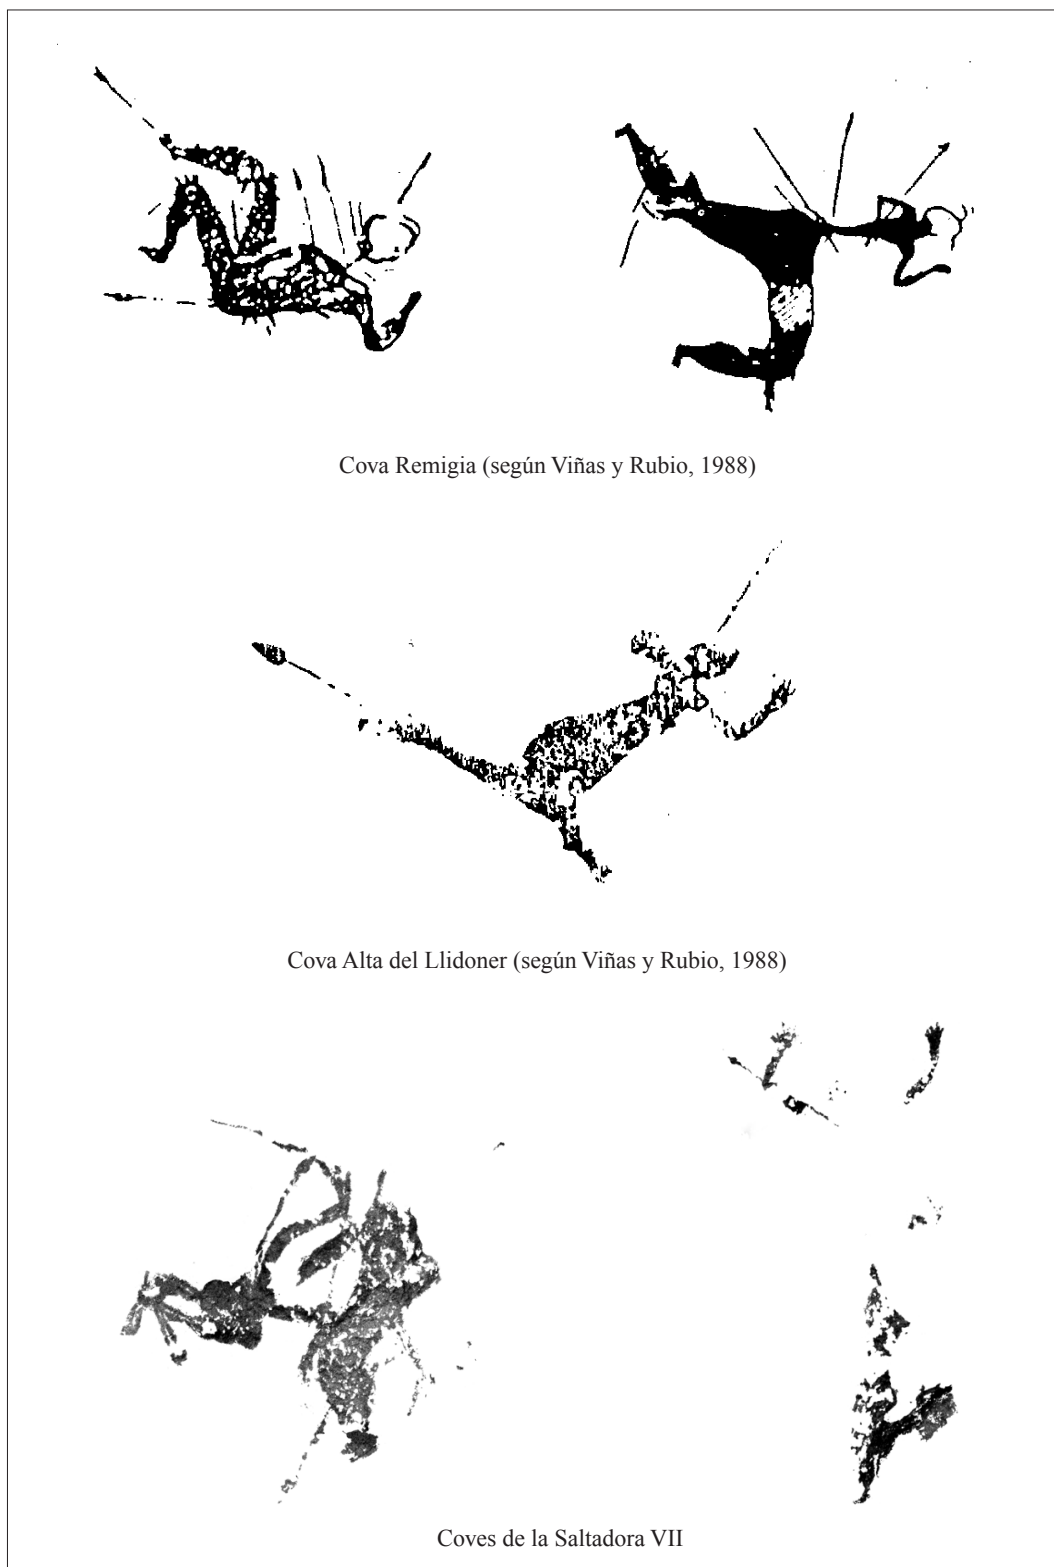 Cova Remigia (según Viñas y Rubio, 1988)
Cova Alta del Llidoner (según Viñas y Rubio, 1988)
Coves de la Saltadora VII